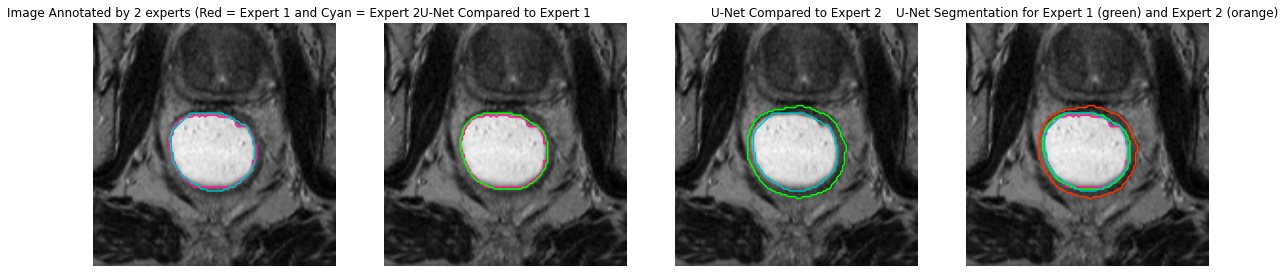 Image Annotated by 2 experts (Red = Expert 1 and Cyan = Expert 2
U-Net Compared to Expert 1
U-Net Compared to Expert 2
U-Net Segmentation for Expert 1 (green) and Expert 2 (orange)